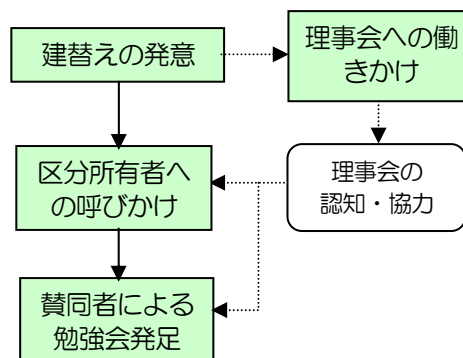 建替えの発意
理事会への働
きかけ
区分所有者へ
の呼びかけ
理事会の
認知・協力
賛同者による
勉強会発足